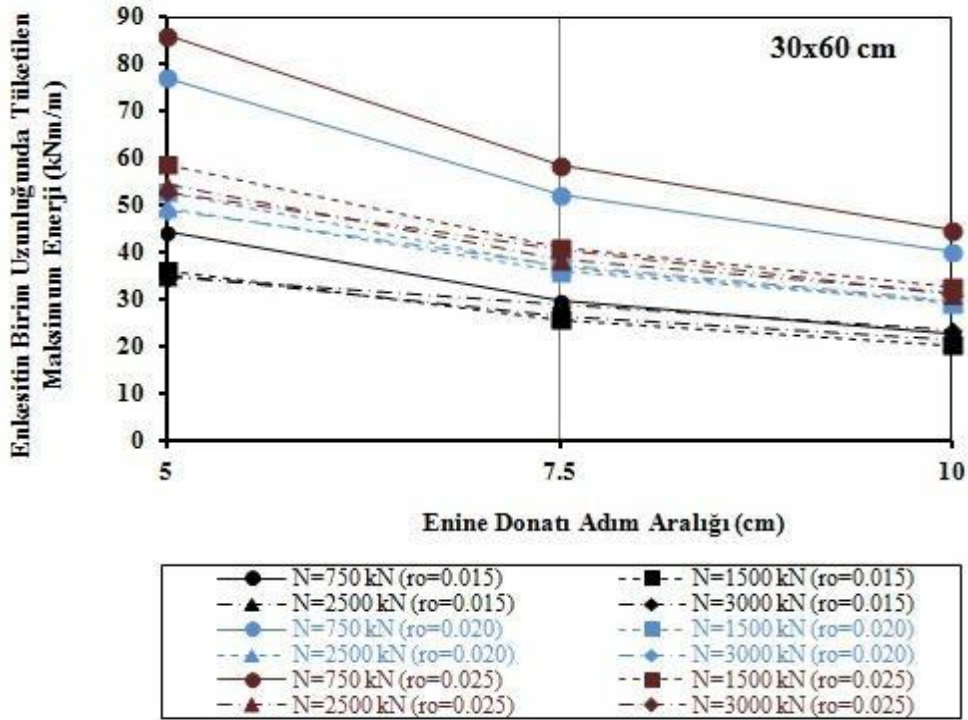 Enkesitin Birim Uzunluğunda Tüketilen
Maksimum Enerji (kNm/m)
90
80
70
60
50
40
30
20
10
0
30x60 cm
5
7.5
10
Enine Donatı Adım Aralığı (cm)
N=750 kN (ro=0.015)
N=1500 kN (ro=0.015)
N=2500 kN (ro=0.015)
N=3000 kN (ro=0.015)
N=750 kN (ro=0.020)
N=1500 kN (ro=0.020)
N=2500 kN (ro=0.020)
N=3000 kN (ro=0.020)
N=750 kN (ro=0.025)
N=1500 kN (ro=0.025)
N=2500 kN (ro=0.025)
N=3000 kN (ro=0.025)